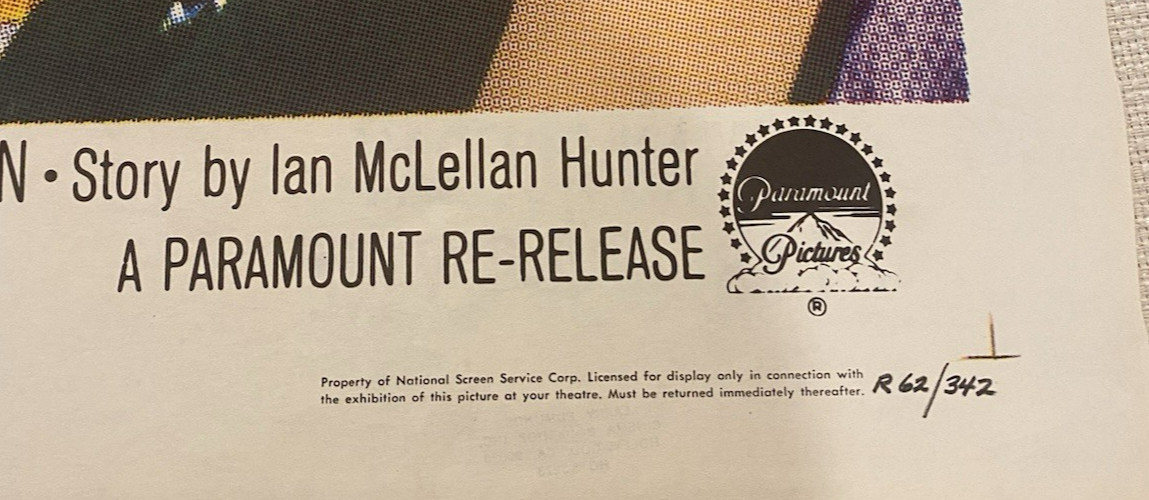 N • Story by Ian McLellan Hunter
A PARAMOUNT RE-RELEASE
Paramount
Pictures
®
Property of National Screen Service Corp. Licensed for display only in connection with
the exhibition of this picture at your theatre. Must be returned immediately thereafter.
R62/342